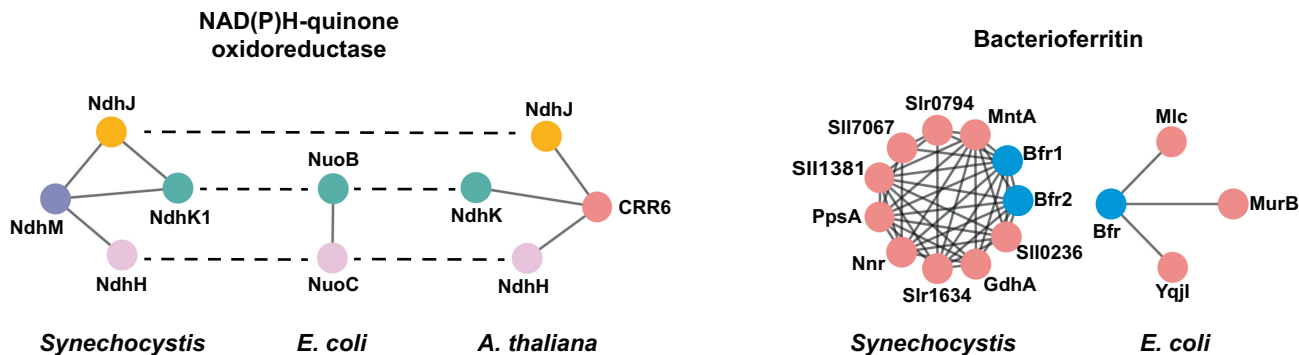 NAD(P)H-quinone
oxidoreductase
NdhJ
NdhM
NdhK1
NdhH
NuoB
NuoC
NdhJ
NdhK
CRR6
NdhH
Synechocystis
E. coli
A. thaliana
Bacterioferritin
Slr0794
MntA
Sll7067
Bfr1
Sll1381
Bfr2
PpsA
Sll0236
Nnr
GdhA
Slr1634
Mlc
MurB
Bfr
YqjI
Synechocystis
E. coli